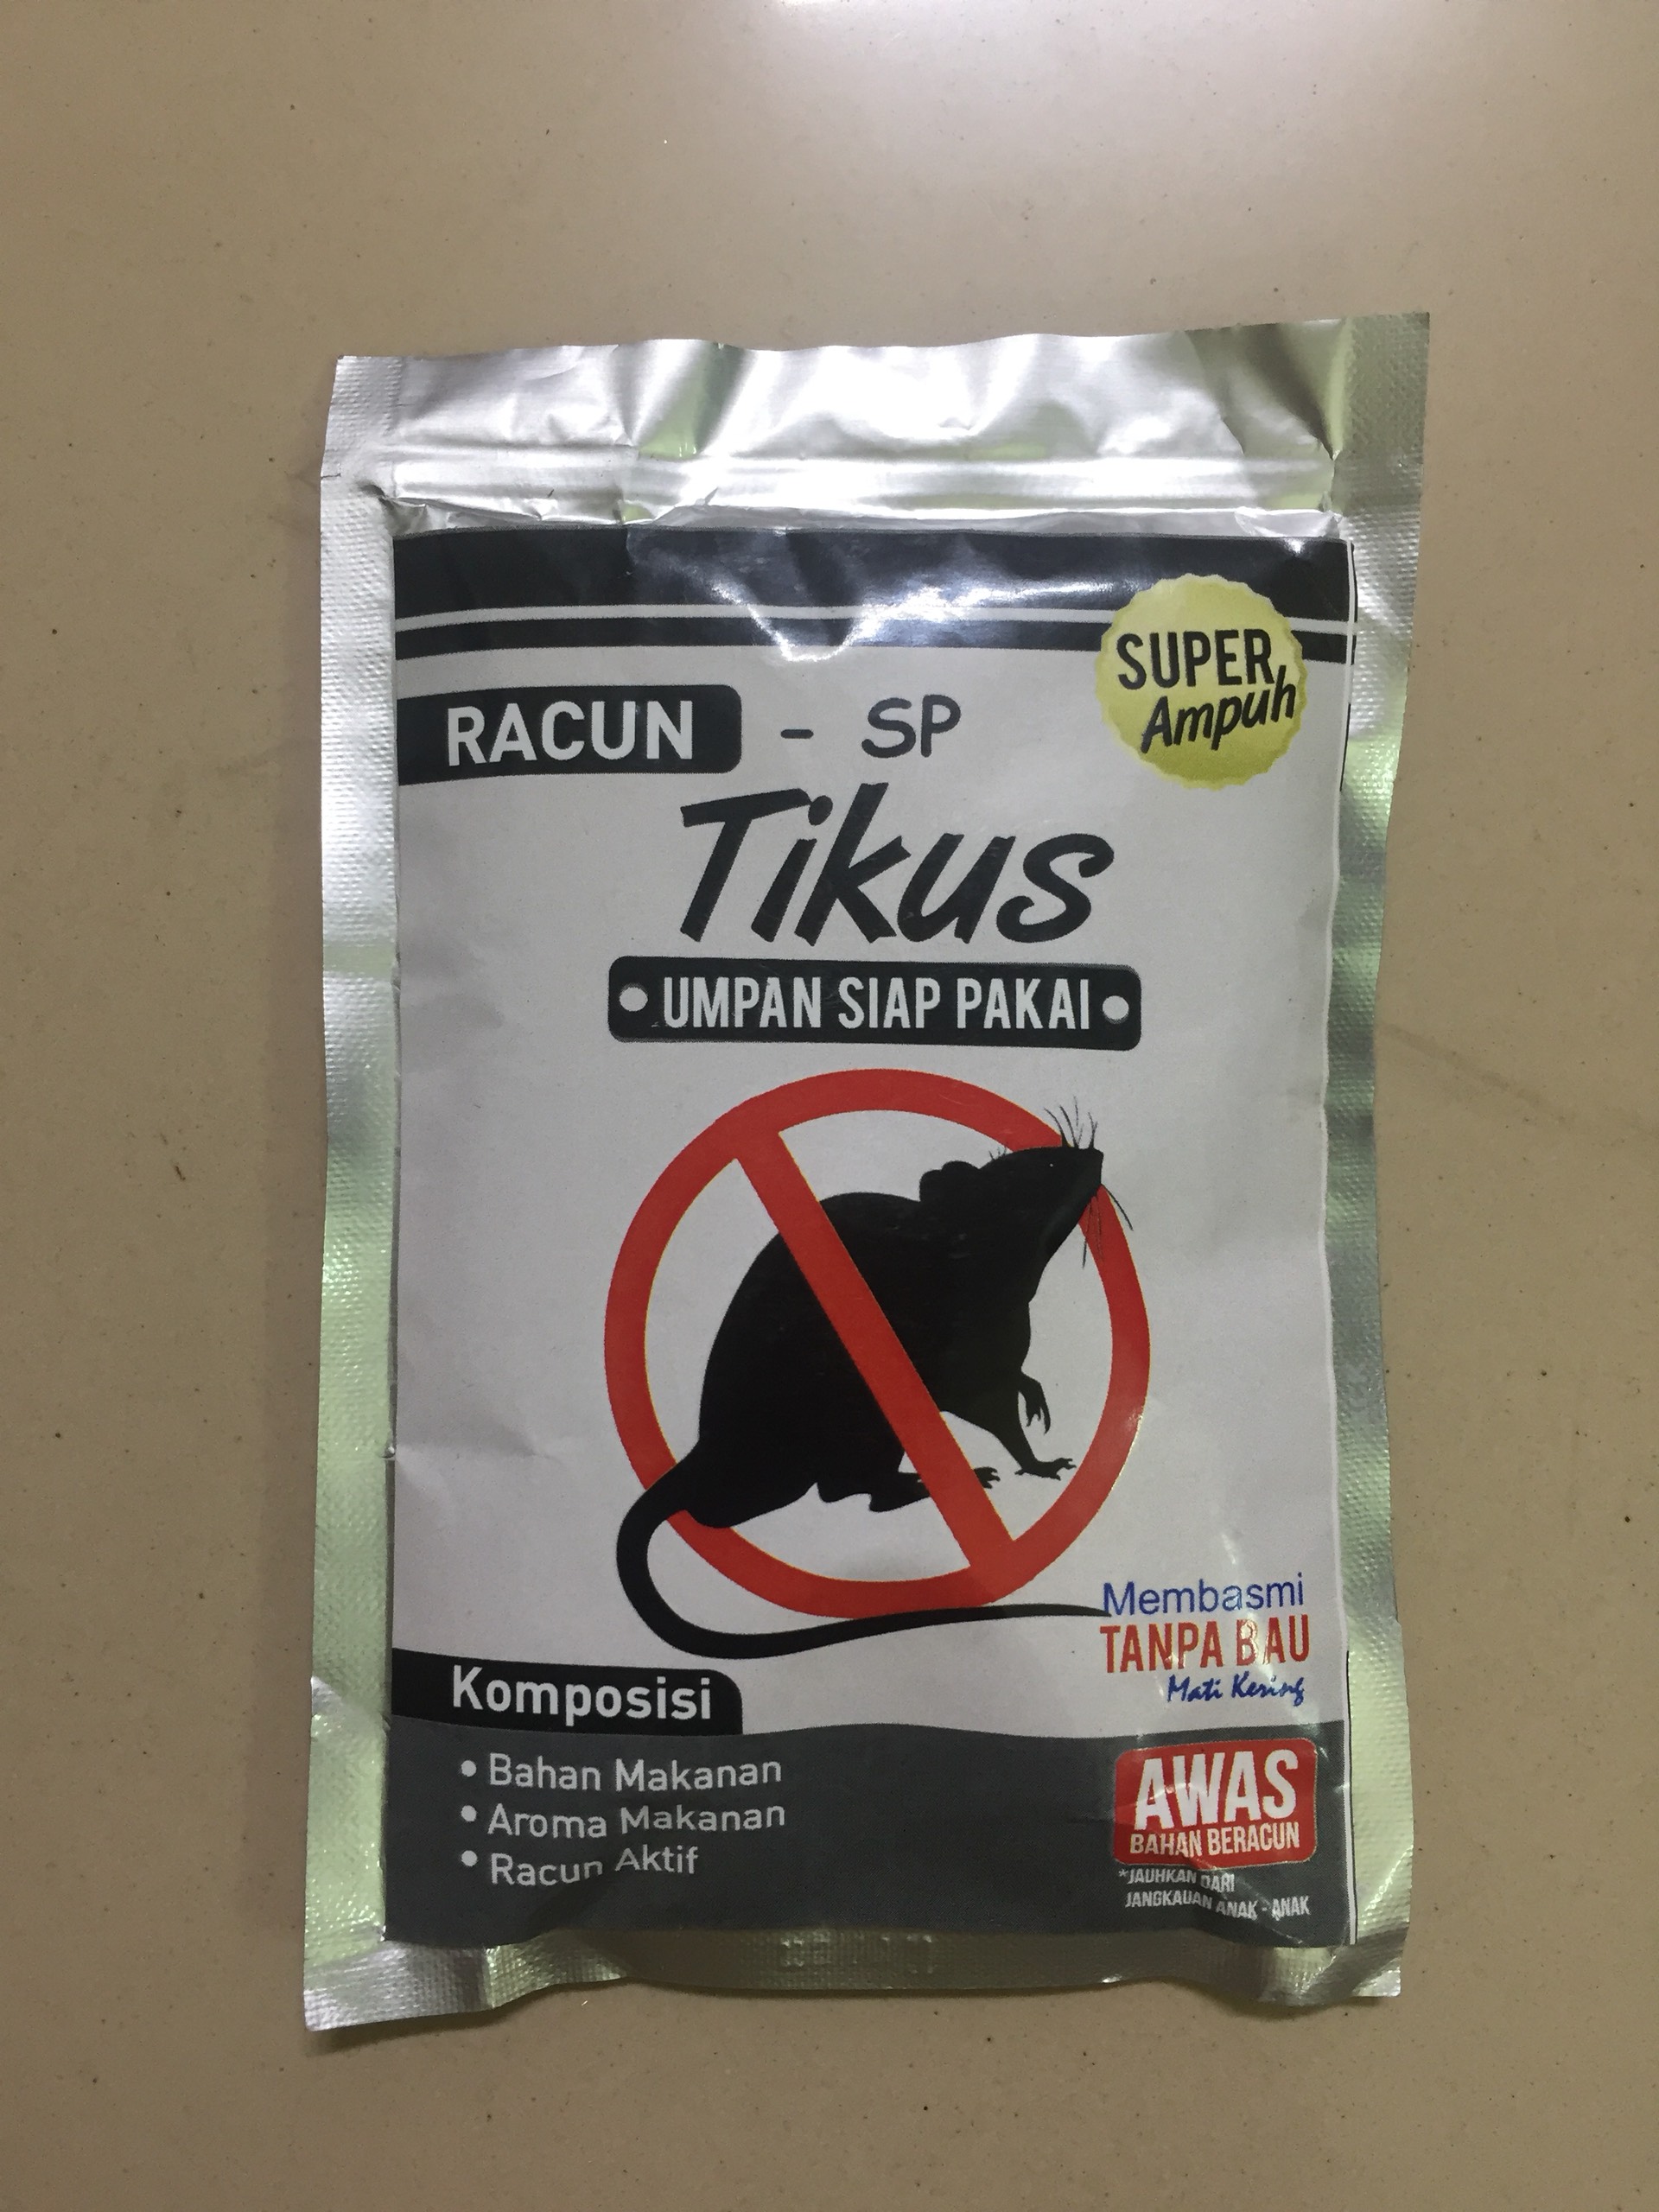 SUPER
Ampuh
RACUN - SP
Tikus
UMPAN SIAP PAKAI
Membasmi
TANPA BAU
Mati Kering
Komposisi
• Bahan Makanan
• Aroma Makanan
• Racun Aktif
AWAS
BAHAN BERACUN
*JAUHKAN DARI
JANGKAUAN ANAK - ANAK